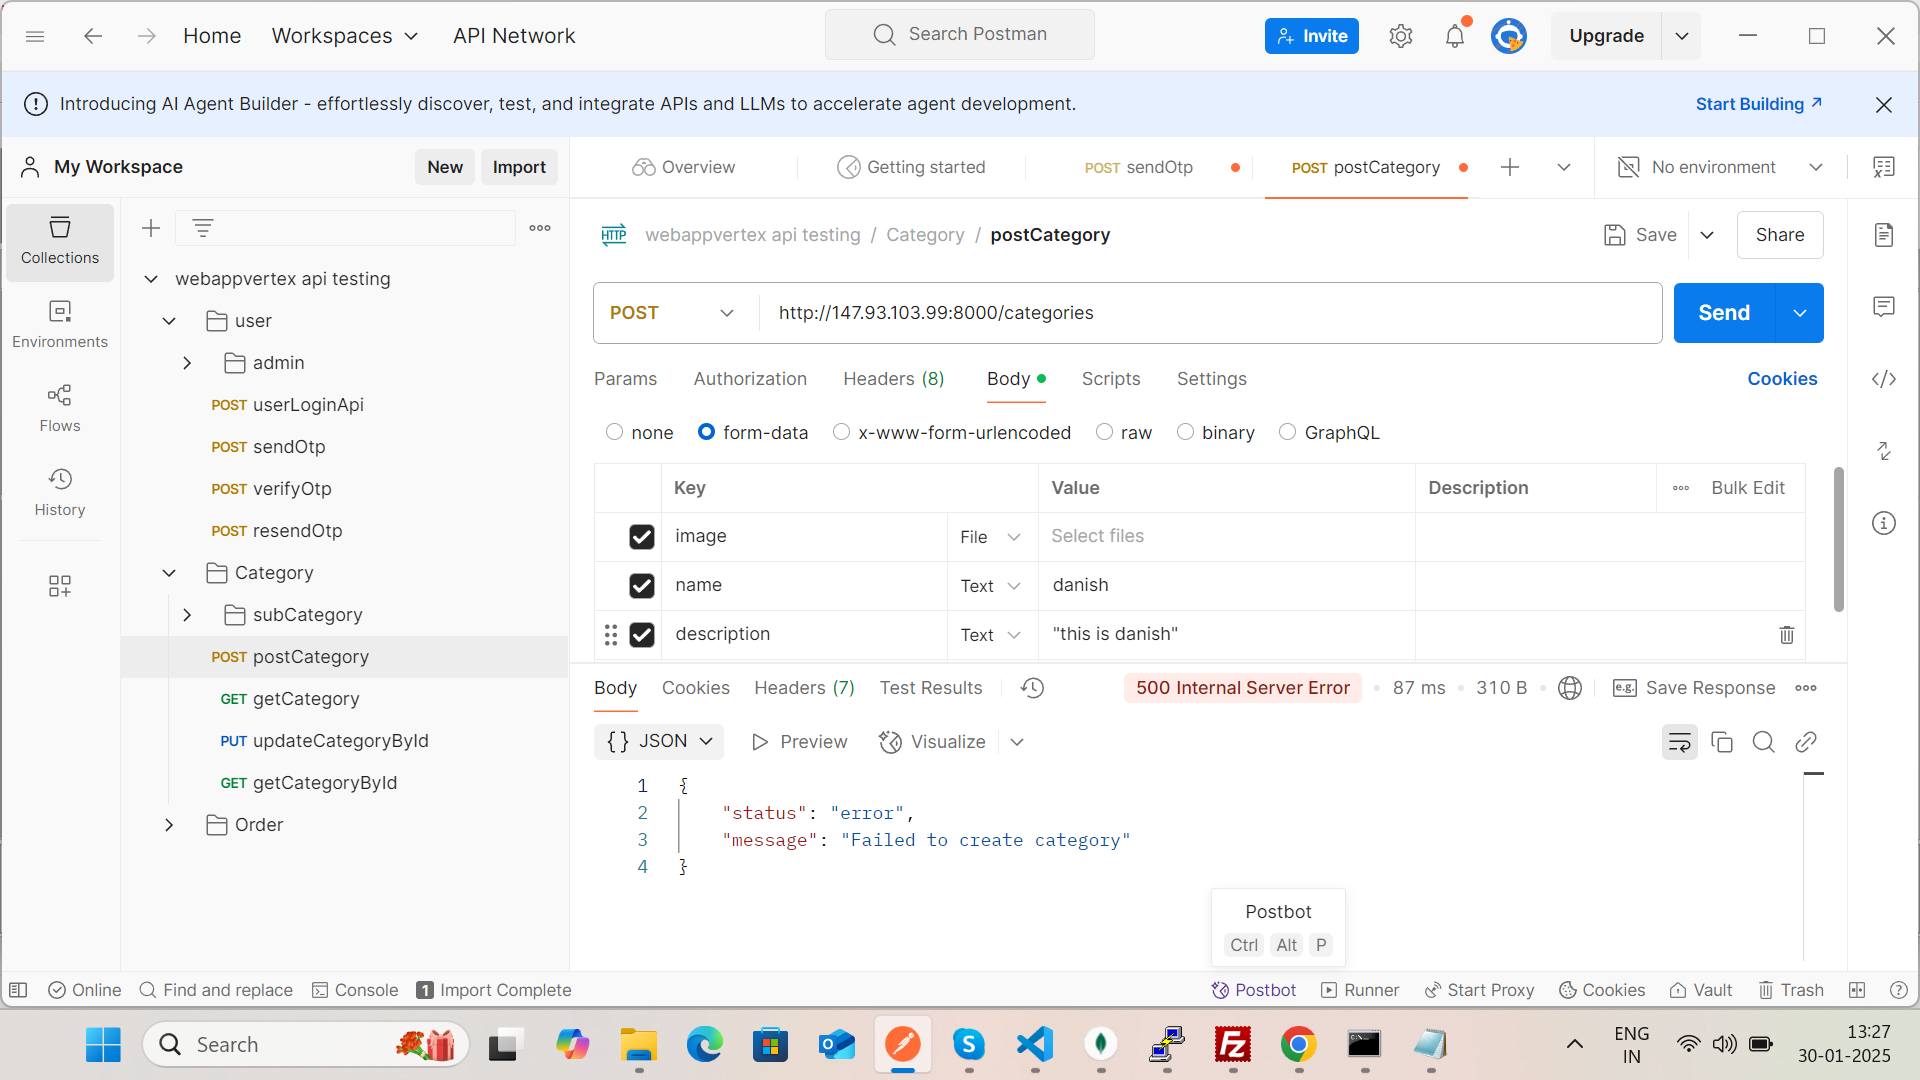 Home
Workspaces
API Network
Search Postman
Invite
Upgrade
Introducing AI Agent Builder - effortlessly discover, test, and integrate APIs and LLMs to accelerate agent development.
Start Building
My Workspace
New
Import
Overview
Getting started
POST sendOtp
POST postCategory
No environment
Collections
Environments
Flows
History
webappvertex api testing
user
admin
POST userLoginApi
POST sendOtp
POST verifyOtp
POST resendOtp
Category
subCategory
POST postCategory
GET getCategory
PUT updateCategoryById
GET getCategoryById
Order
HTTP webappvertex api testing / Category / postCategory
Save
Share
POST
http://147.93.103.99:8000/categories
Send
Params
Authorization
Headers (8)
Body
Scripts
Settings
Cookies
none
form-data
x-www-form-urlencoded
raw
binary
GraphQL
Key
Value
Description
Bulk Edit
image
File
Select files
name
Text
danish
description
Text
"this is danish"
Body
Cookies
Headers (7)
Test Results
500 Internal Server Error
87 ms
310 B
e.g. Save Response
{} JSON
Preview
Visualize
1 {
2 "status": "error",
3 "message": "Failed to create category"
4 }
Postbot
Ctrl Alt P
Online
Find and replace
Console
1 Import Complete
Postbot
Runner
Start Proxy
Cookies
Vault
Trash
Search
ENG
IN
13:27
30-01-2025